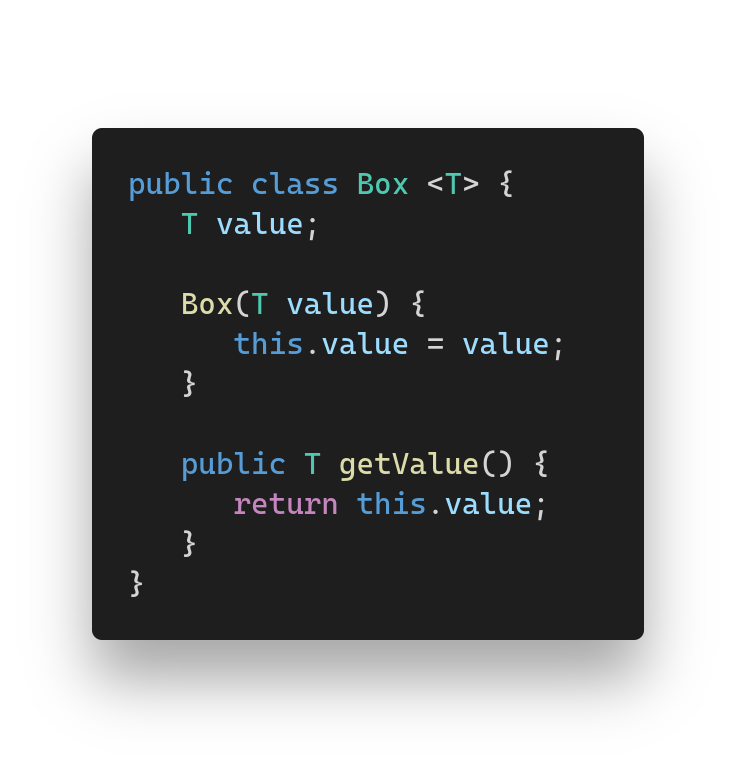 public class Box <T> {
   T value;

   Box(T value) {
      this.value = value;
   }

   public T getValue() {
      return this.value;
   }
}